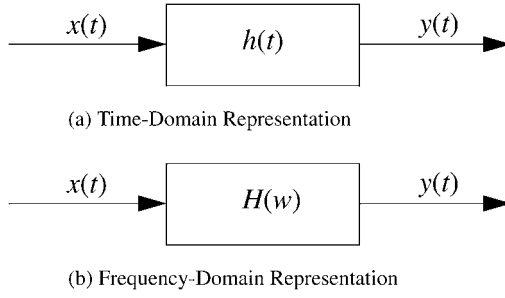 x(t) h(t) y(t)
(a) Time-Domain Representation
x(t) H(w) y(t)
(b) Frequency-Domain Representation